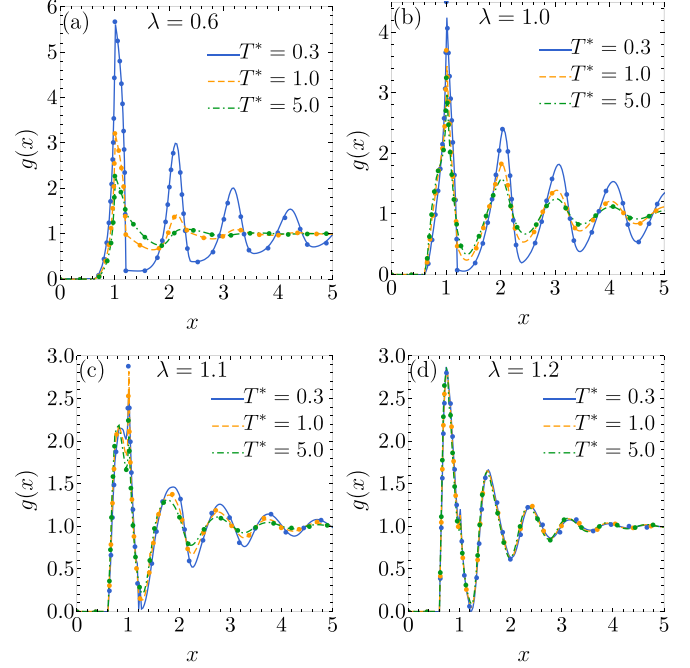 (a) λ = 0.6
T* = 0.3
T* = 1.0
T* = 5.0
g(x)
6
5
4
3
2
1
0
0 1 2 3 4 5
x
(b) λ = 1.0
T* = 0.3
T* = 1.0
T* = 5.0
g(x)
4
3
2
1
0
0 1 2 3 4 5
x
(c) λ = 1.1
T* = 0.3
T* = 1.0
T* = 5.0
g(x)
3.0
2.5
2.0
1.5
1.0
0.5
0.0
0 1 2 3 4 5
x
(d) λ = 1.2
T* = 0.3
T* = 1.0
T* = 5.0
g(x)
3.0
2.5
2.0
1.5
1.0
0.5
0.0
0 1 2 3 4 5
x